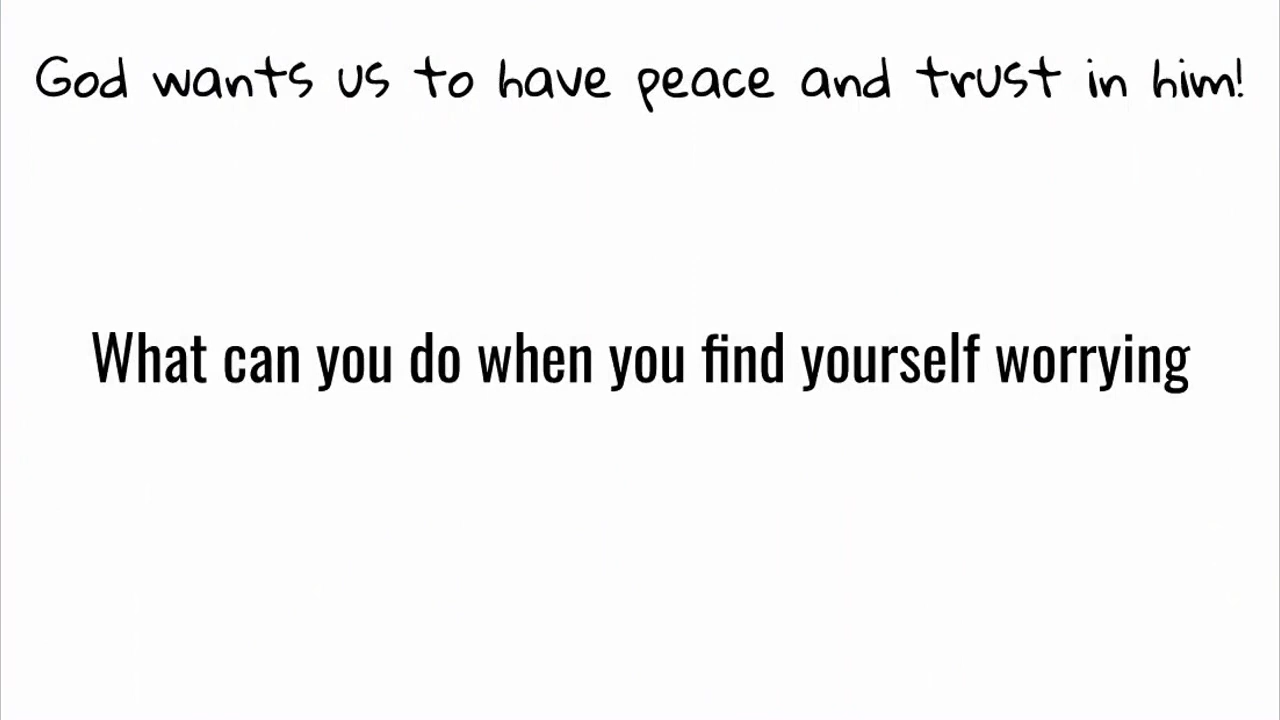 God wants us to have peace and trust in him!
What can you do when you find yourself worrying